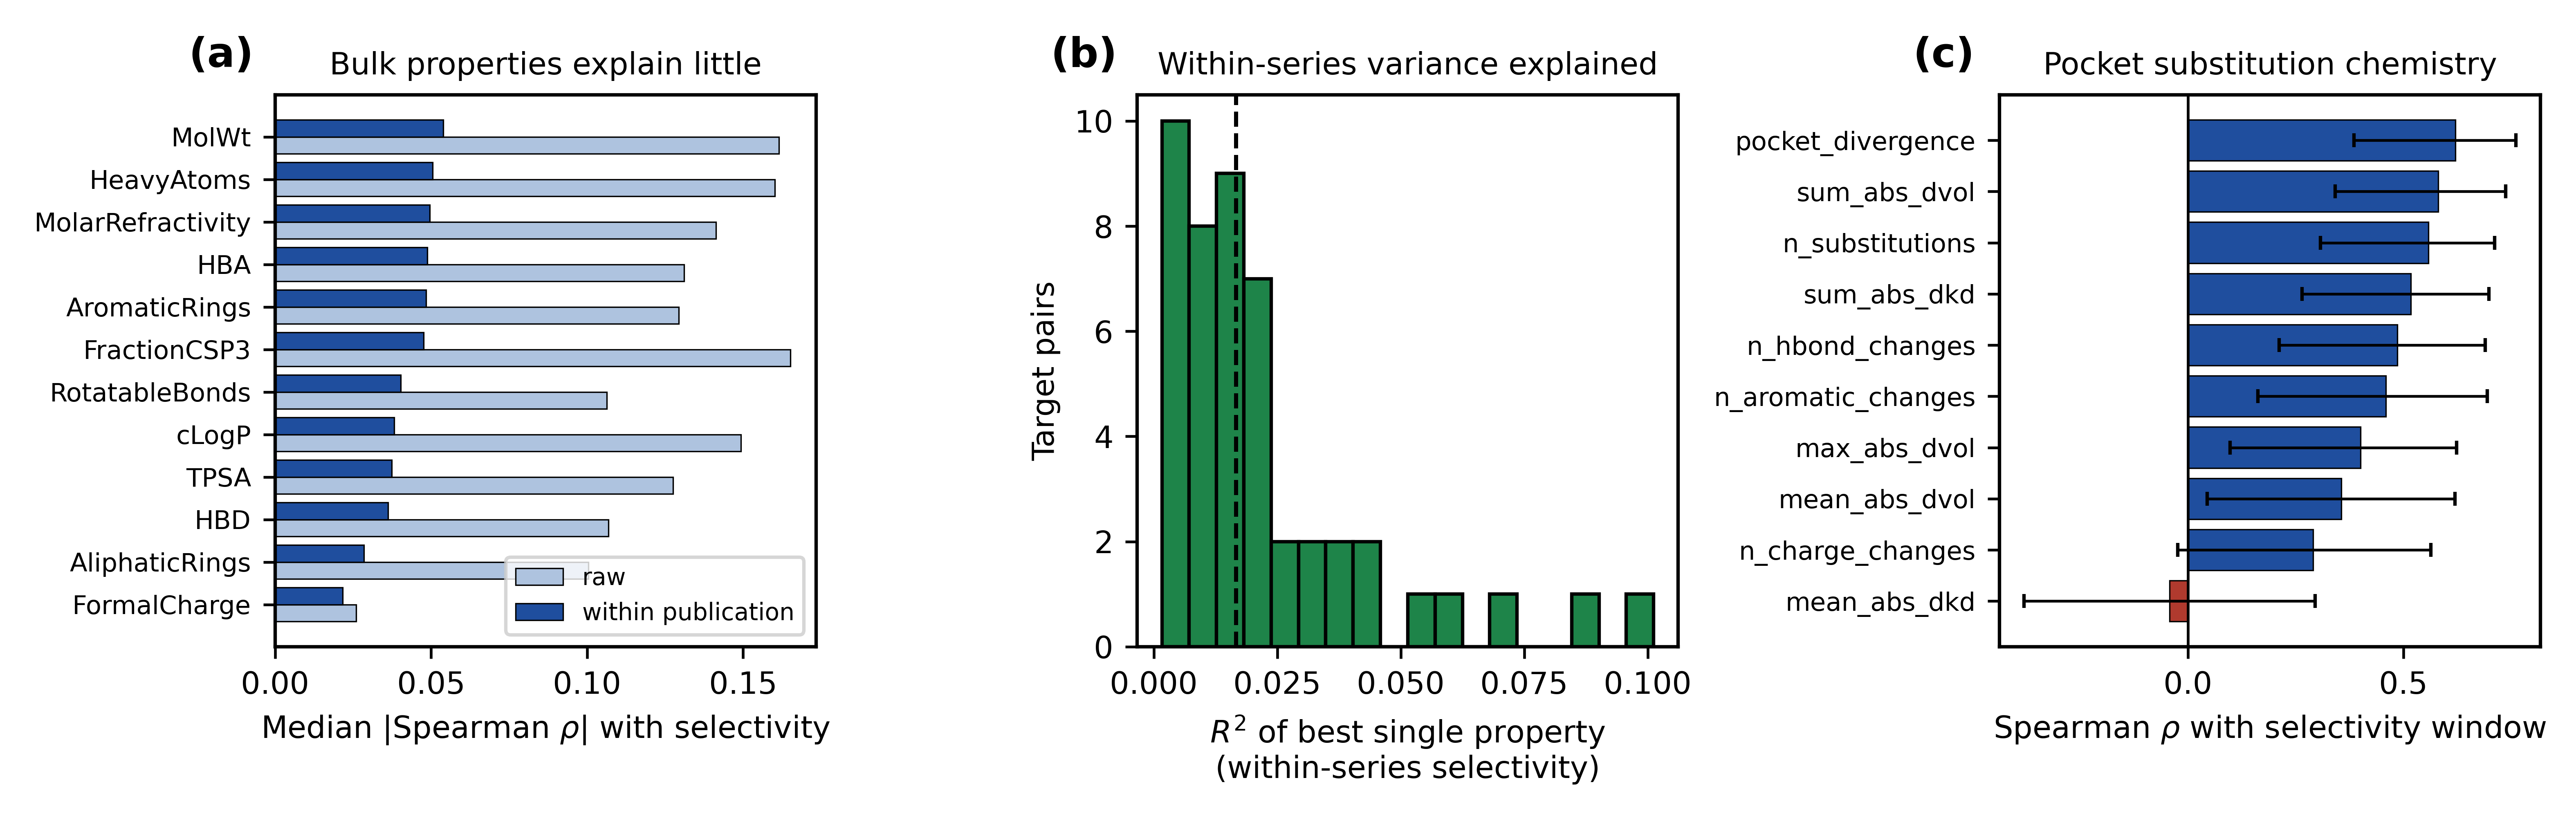 (a)
Bulk properties explain little
MolWt
HeavyAtoms
MolarRefractivity
HBA
AromaticRings
FractionCSP3
RotatableBonds
cLogP
TPSA
HBD
AliphaticRings
FormalCharge
raw
within publication
0.00 0.05 0.10 0.15
Median |Spearman ρ| with selectivity
(b)
Within-series variance explained
Target pairs
10
8
6
4
2
0
0.000 0.025 0.050 0.075 0.100
R² of best single property
(within-series selectivity)
(c)
Pocket substitution chemistry
pocket_divergence
sum_abs_dvol
n_substitutions
sum_abs_dkd
n_hbond_changes
n_aromatic_changes
max_abs_dvol
mean_abs_dvol
n_charge_changes
mean_abs_dkd
0.0 0.5
Spearman ρ with selectivity window